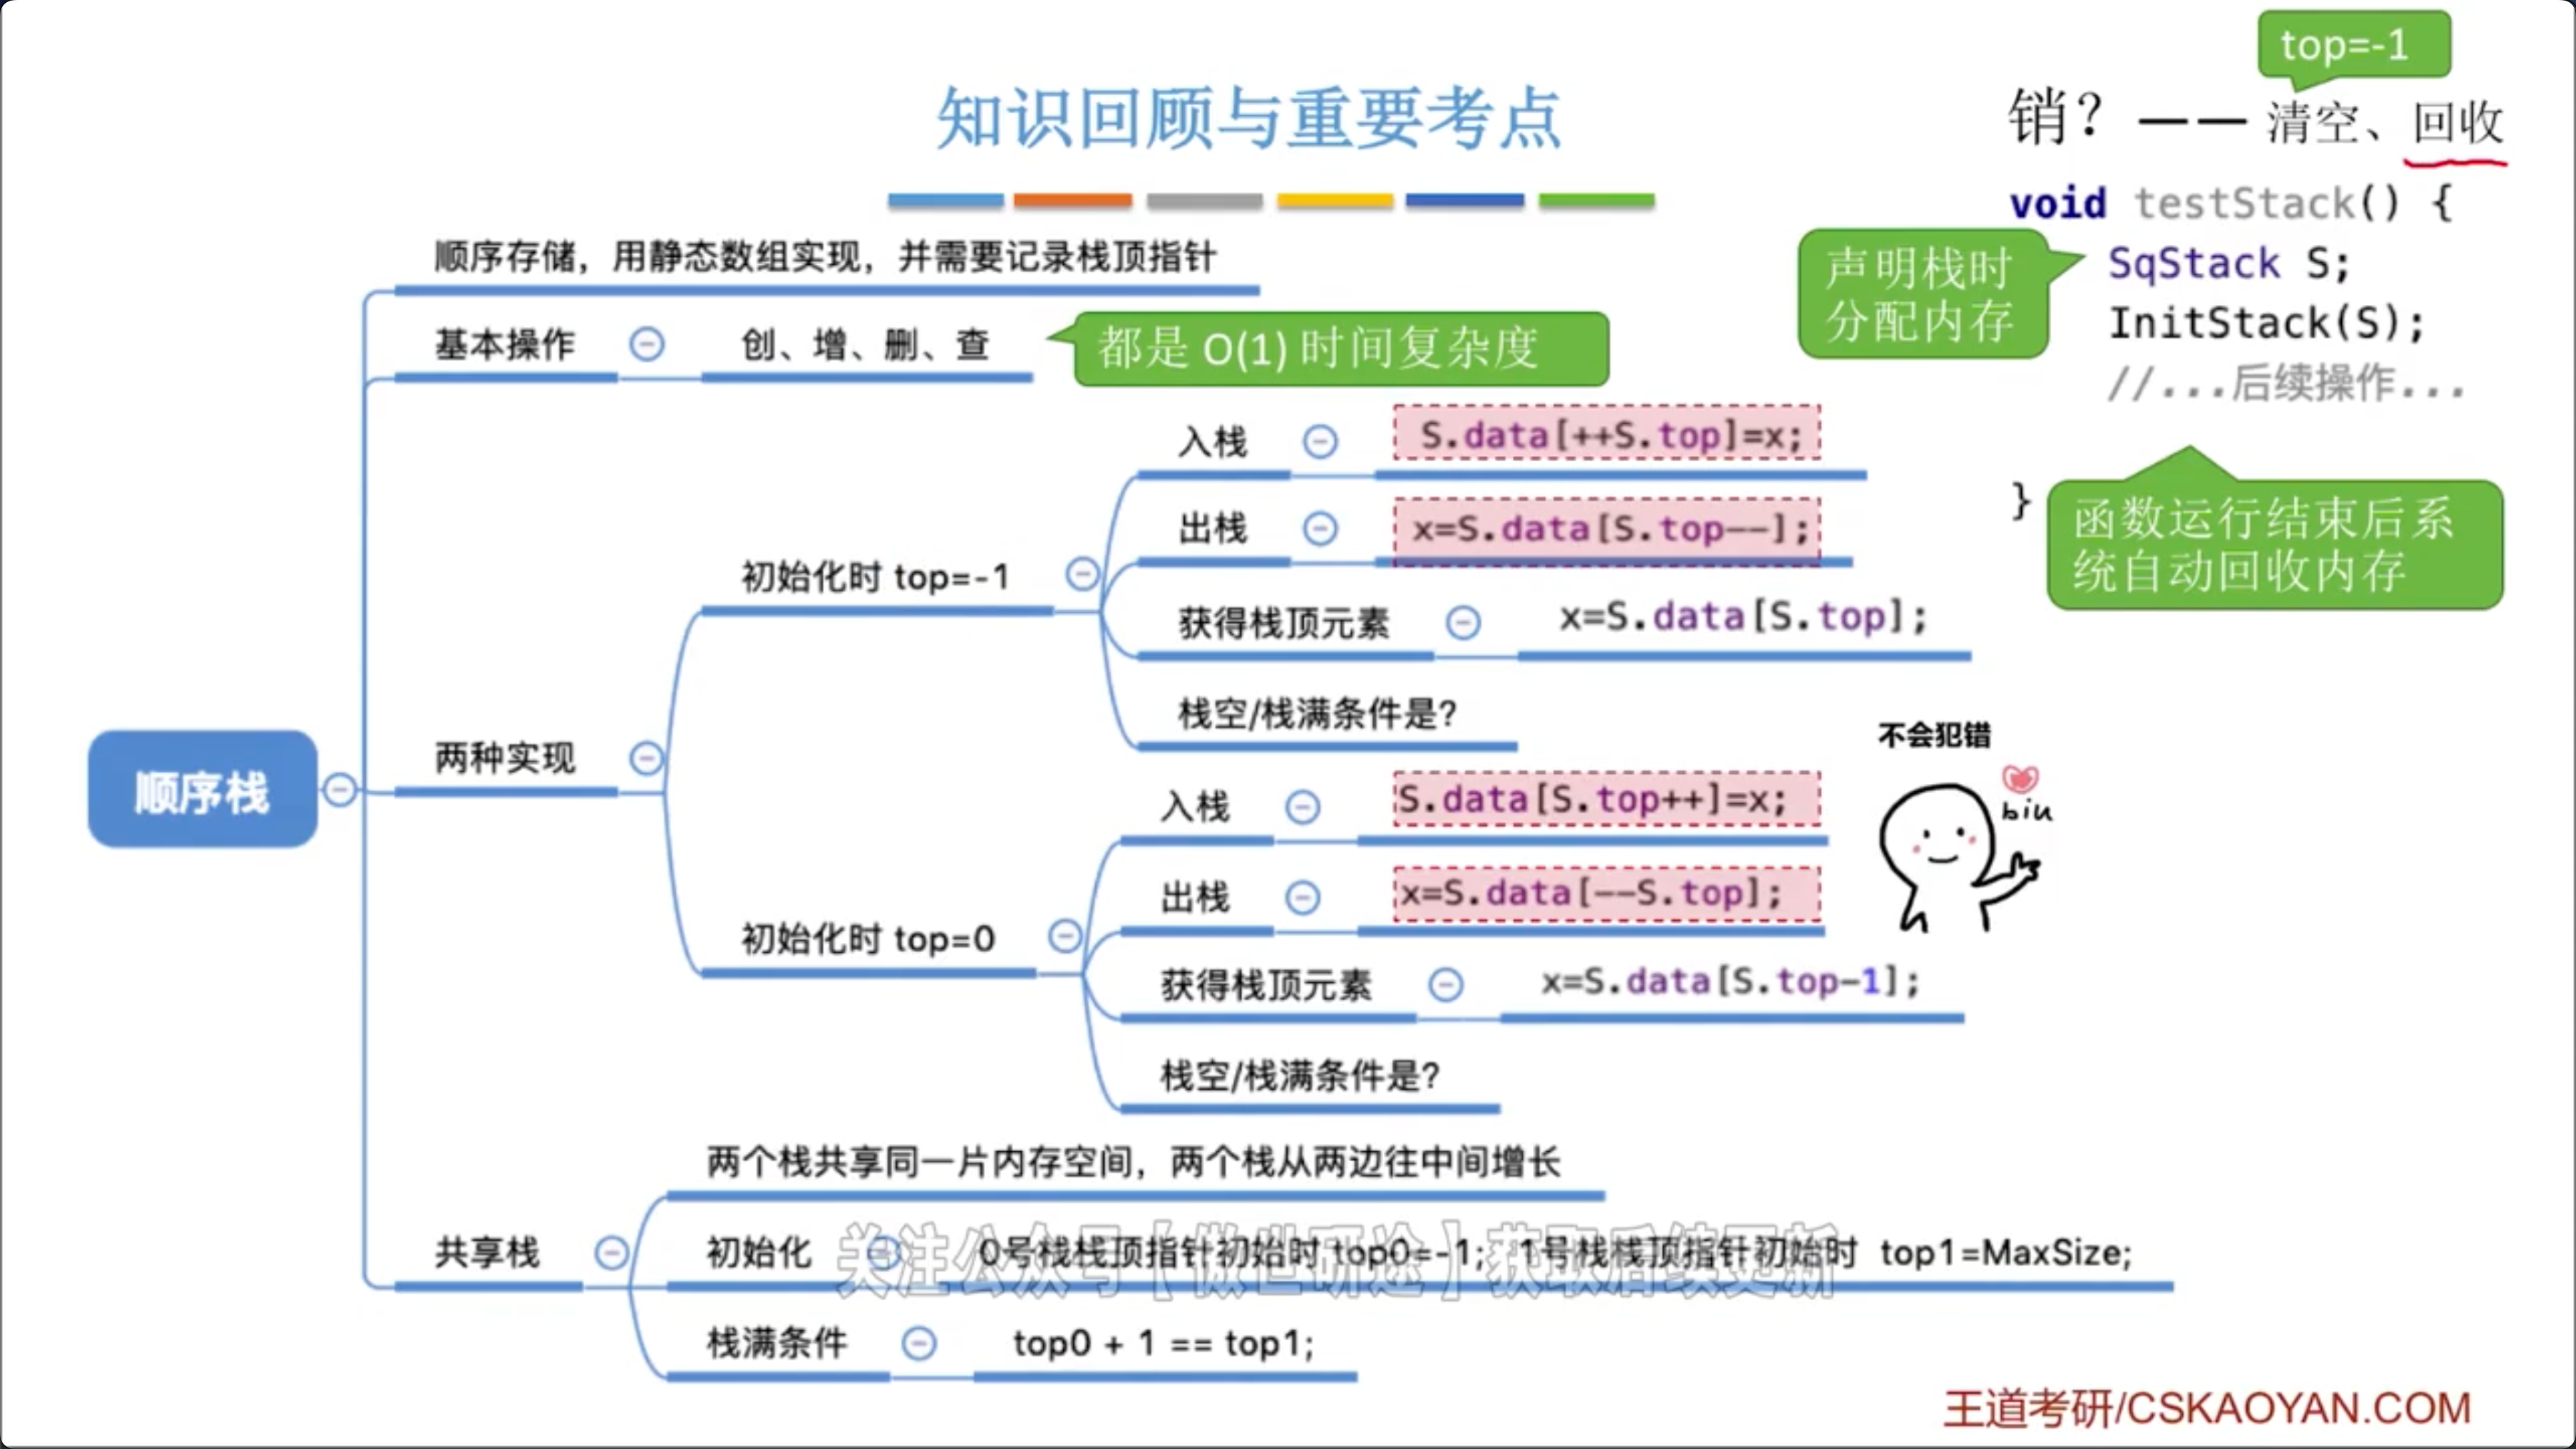 知识回顾与重要考点
top=-1
销? —— 清空、回收
void testStack() {
SqStack S;
InitStack(S);
//...后续操作...
}
声明栈时
分配内存
函数运行结束后系
统自动回收内存
顺序栈
顺序存储，用静态数组实现，并需要记录栈顶指针
基本操作
创、增、删、查
都是 O(1) 时间复杂度
两种实现
初始化时 top=-1
入栈
S.data[++S.top]=x;
出栈
x=S.data[S.top--];
获得栈顶元素
x=S.data[S.top];
栈空/栈满条件是?
初始化时 top=0
入栈
S.data[S.top++]=x;
出栈
x=S.data[--S.top];
获得栈顶元素
x=S.data[S.top-1];
栈空/栈满条件是?
不会犯错
biu
共享栈
两个栈共享同一片内存空间，两个栈从两边往中间增长
初始化
0号栈栈顶指针初始时 top0=-1; 1号栈栈顶指针初始时 top1=MaxSize;
关注公众号【傲世研途】获取后续更新
栈满条件
top0 + 1 == top1;
王道考研/CSKAOYAN.COM